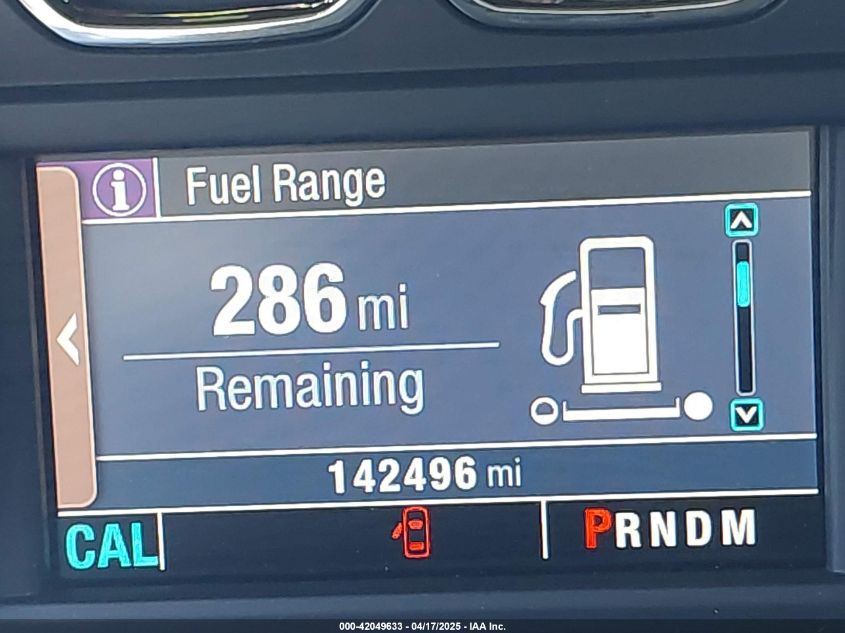 i Fuel Range
286 mi
Remaining
142496 mi
CAL PRNDM
000-42049633 - 04/17/2025 - IAA Inc.